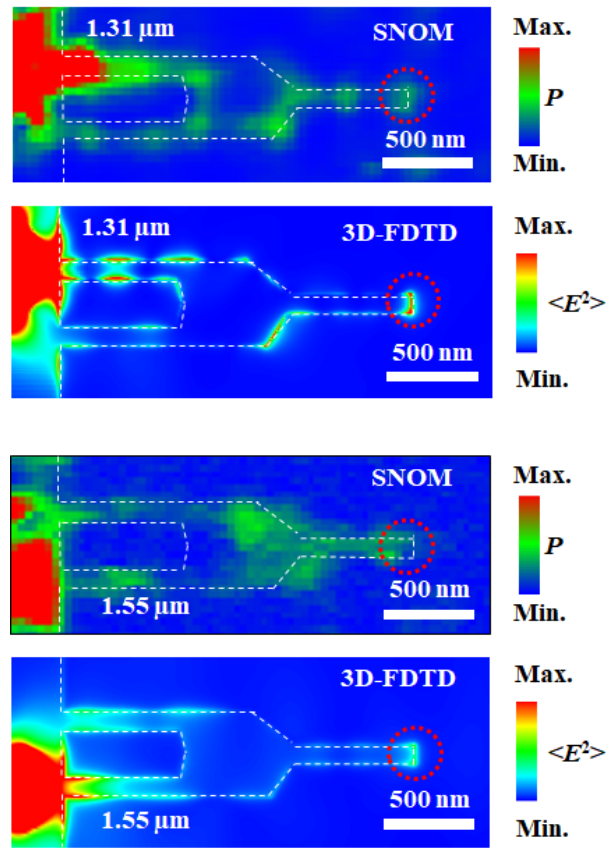 1.31 µm
SNOM
500 nm
Max.
P
Min.
1.31 µm
3D-FDTD
500 nm
Max.
<E²>
Min.
SNOM
1.55 µm
500 nm
Max.
P
Min.
3D-FDTD
1.55 µm
500 nm
Max.
<E²>
Min.